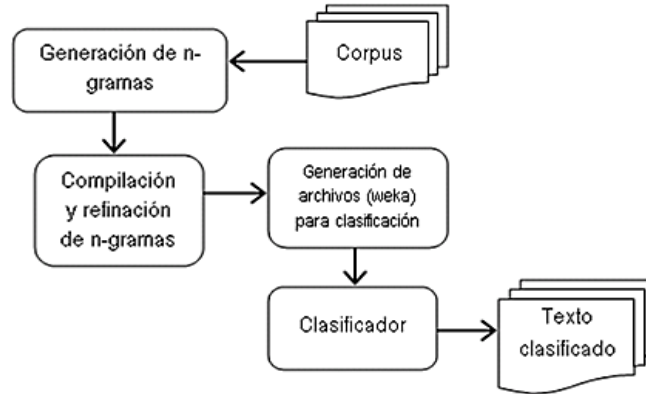 Generación de n-
gramas
Corpus
Compilación
y refinación
de n-gramas
Generación de
archivos (weka)
para clasificación
Clasificador
Texto
clasificado